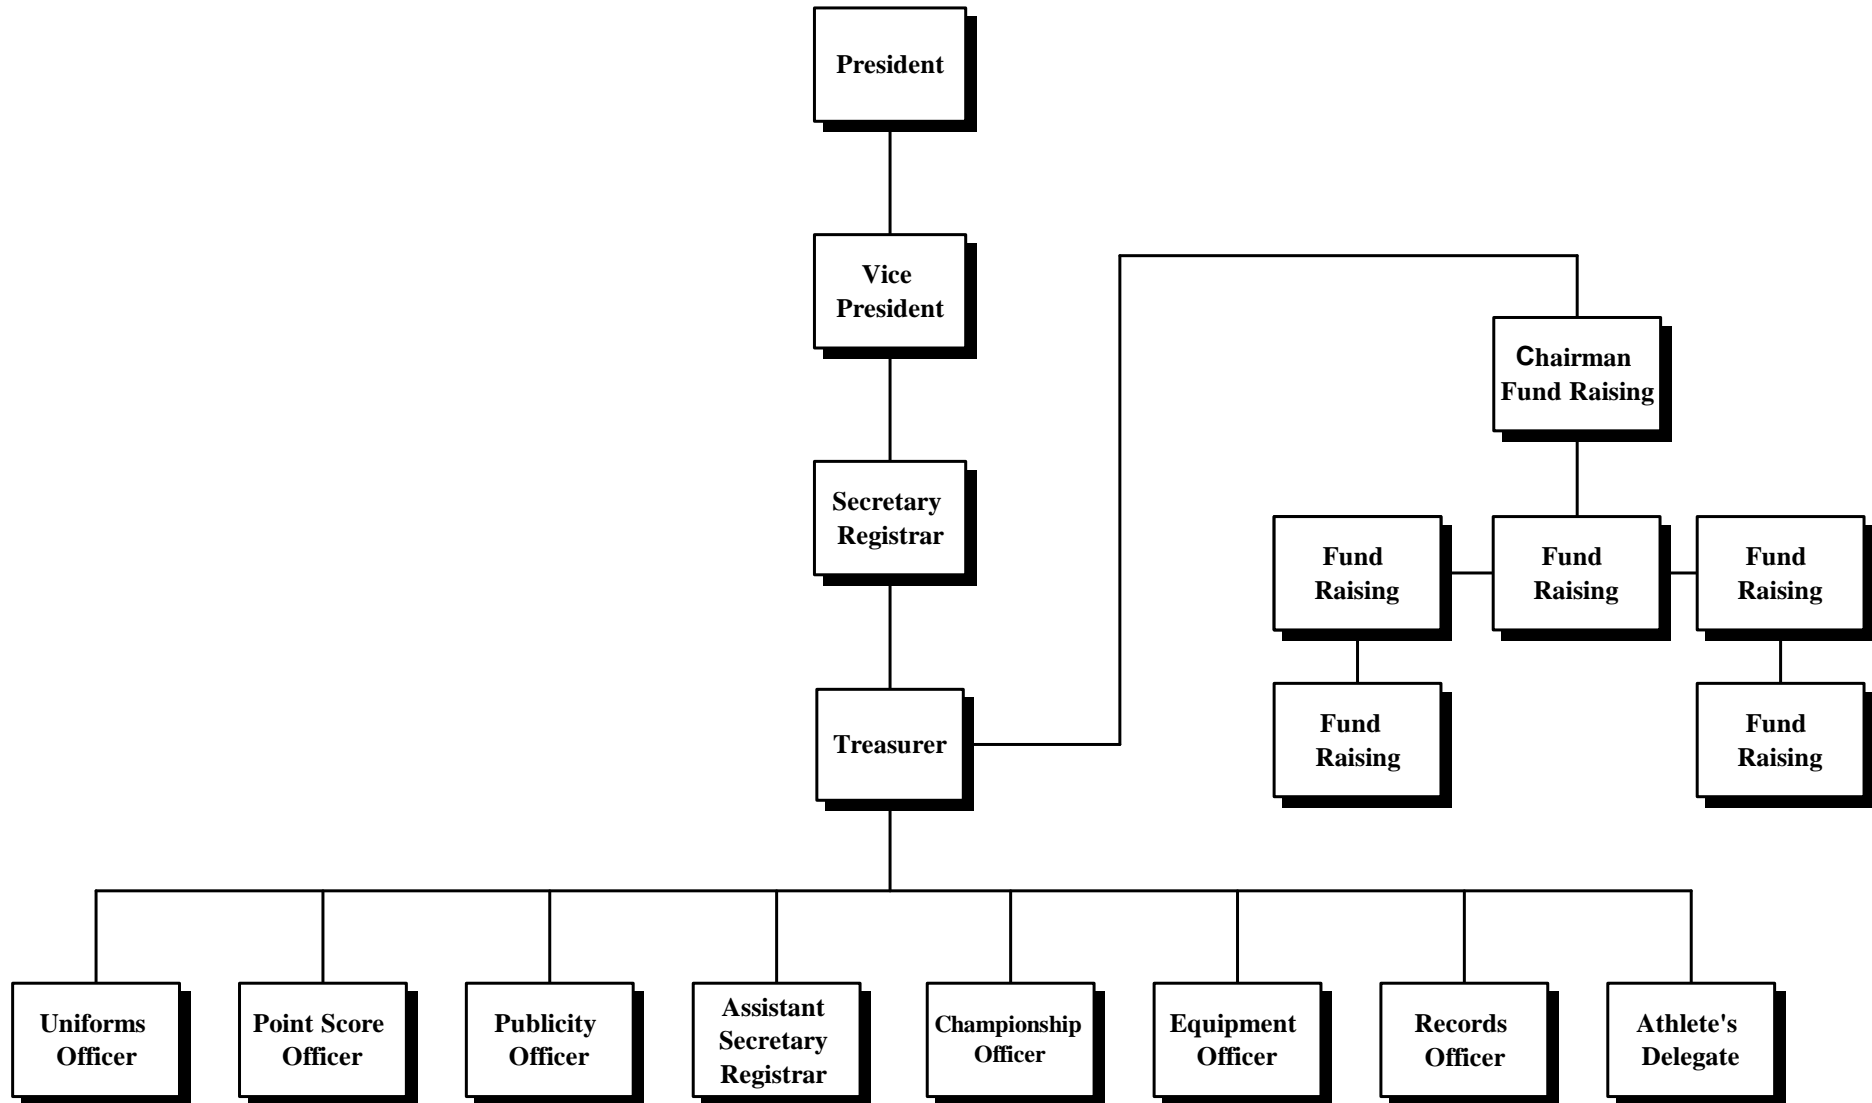 President
Vice
President
Chairman
Fund Raising
Secretary
Registrar
Fund
Raising
Fund
Raising
Fund
Raising
Treasurer
Fund
Raising
Fund
Raising
Uniforms
Officer
Point Score
Officer
Publicity
Officer
Assistant
Secretary
Registrar
Championship
Officer
Equipment
Officer
Records
Officer
Athlete's
Delegate